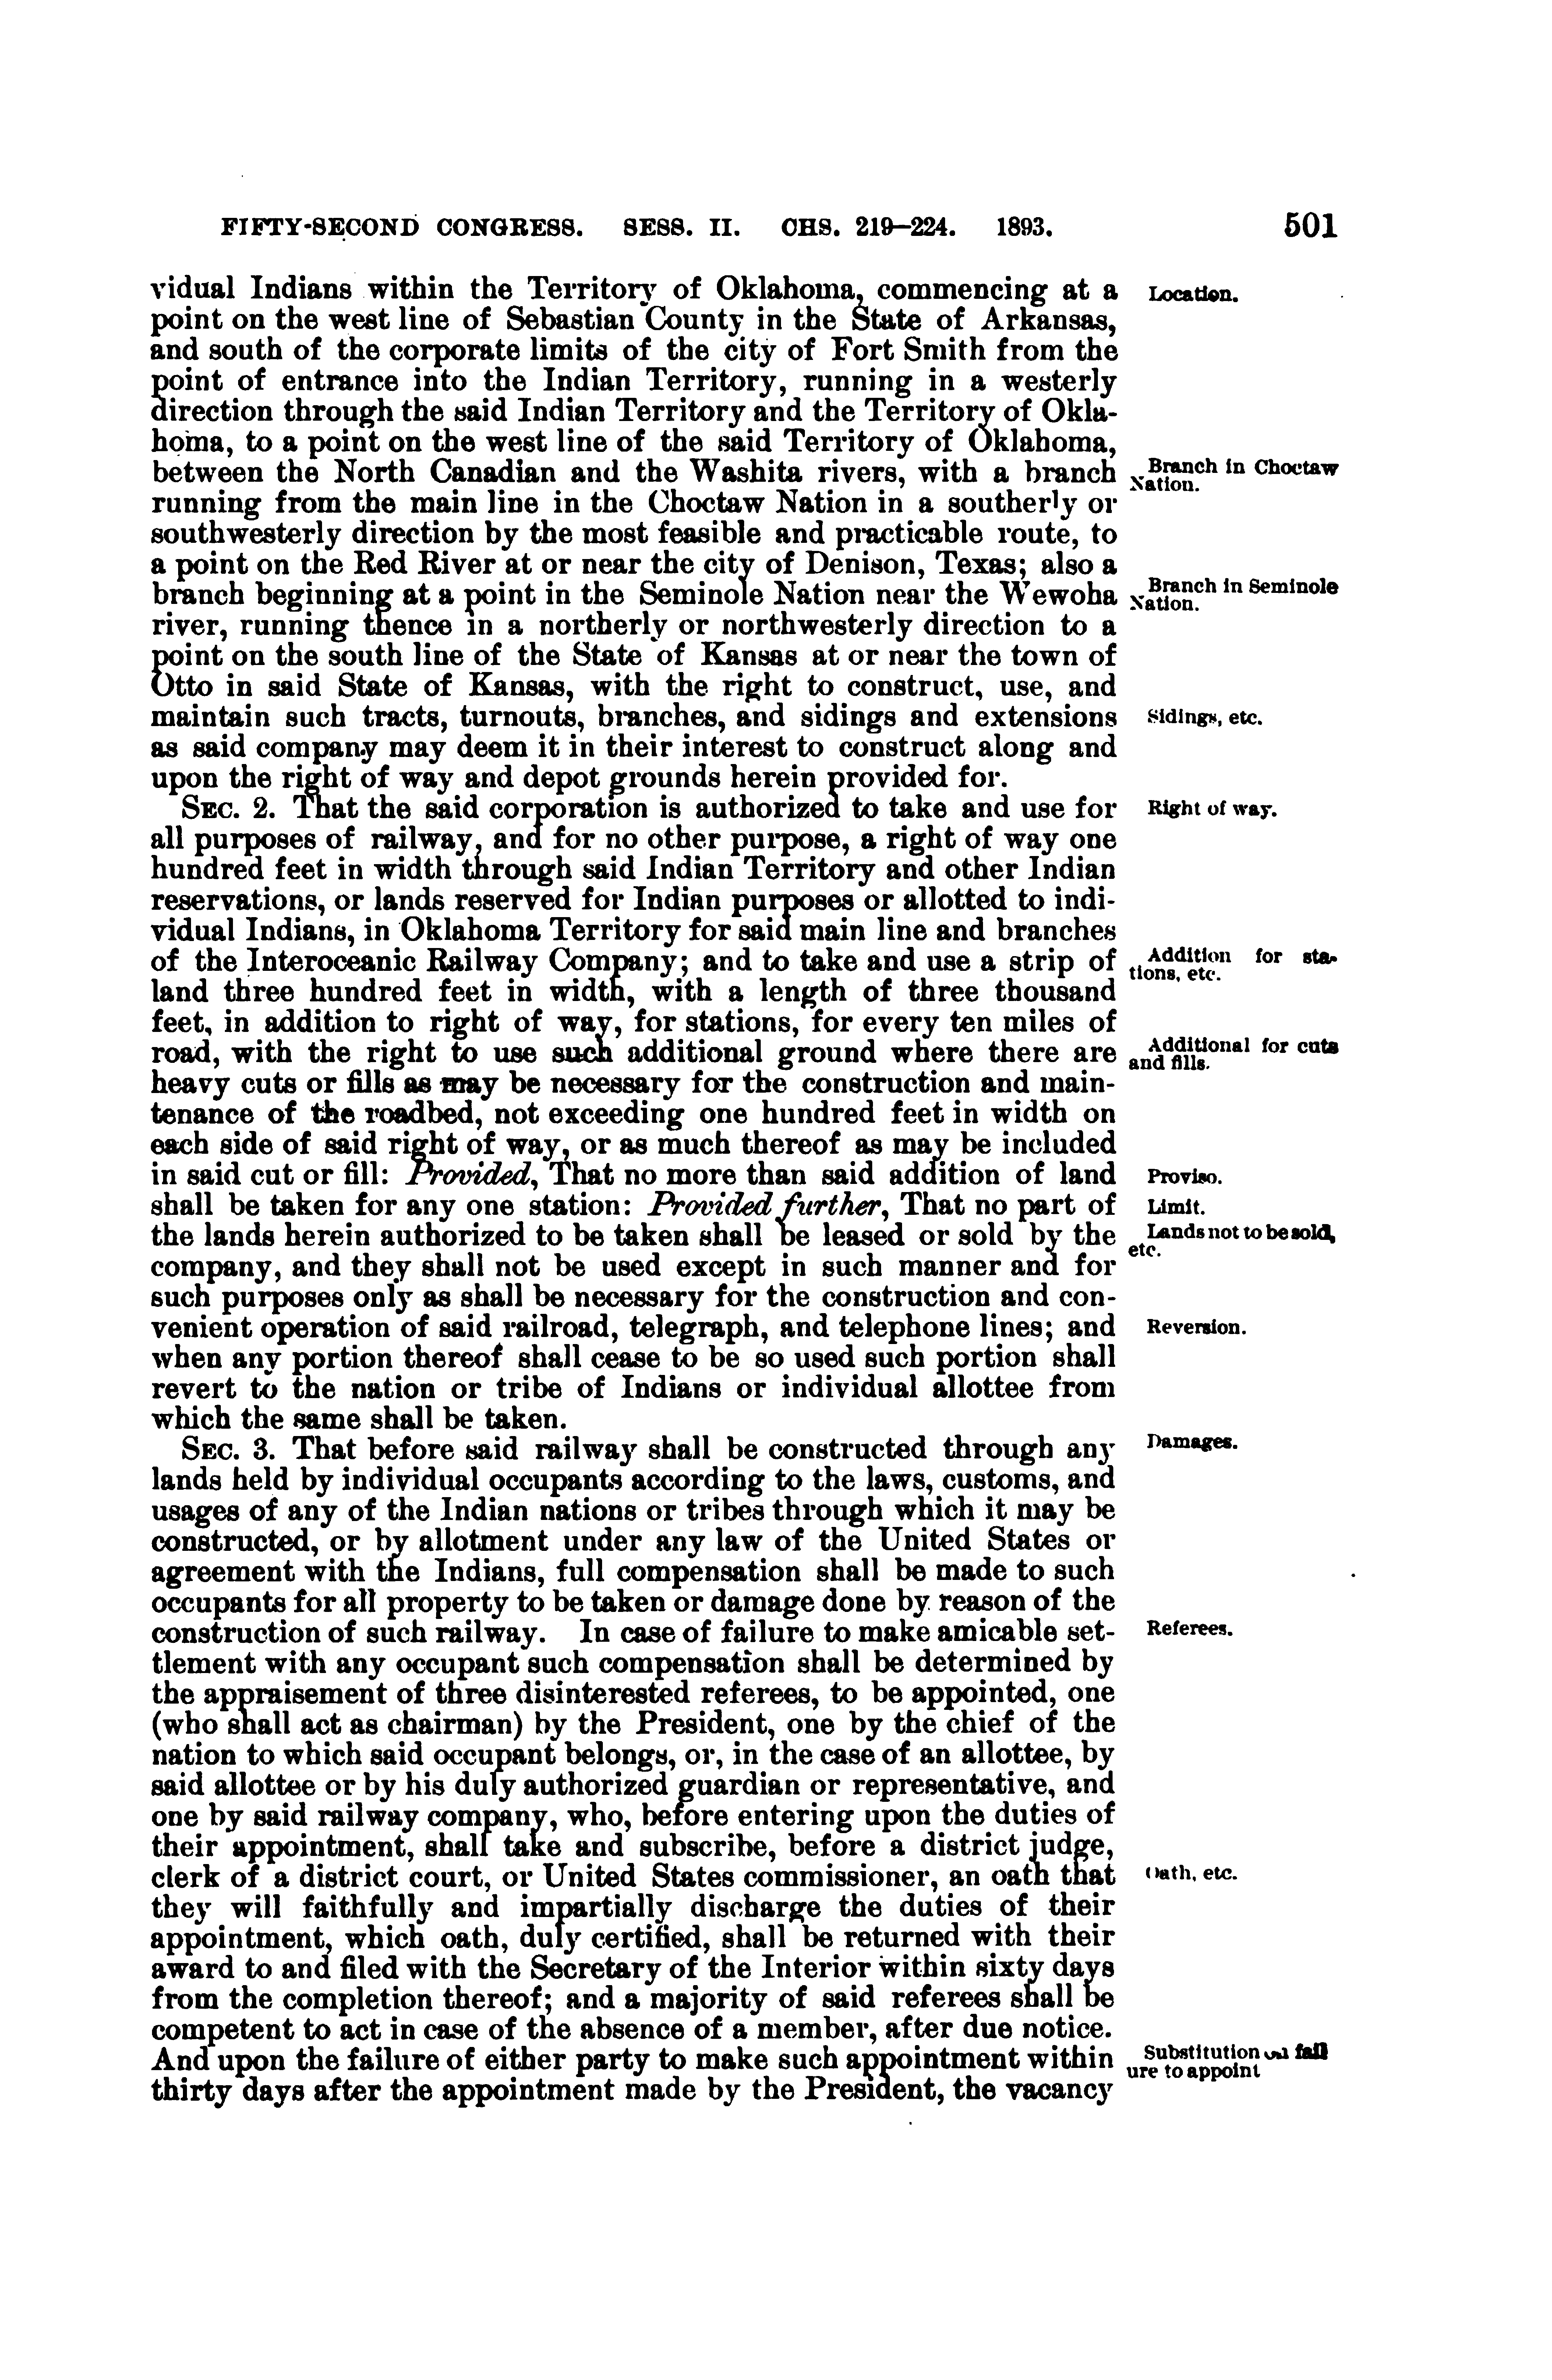 FIFTY-SECOND CONGRESS. SESS. II. CHS. 219–224. 1893. 501
vidual Indians within the Territory of Oklahoma, commencing at a
Location.
point on the west line of Sebastian County in the State of Arkansas,
and south of the corporate limits of the city of Fort Smith from the
point of entrance into the Indian Territory, running in a westerly
direction through the said Indian Territory and the Territory of Okla-
homa, to a point on the west line of the said Territory of Oklahoma,
between the North Canadian and the Washita rivers, with a branch
Branch in Choctaw
Nation.
running from the main line in the Choctaw Nation in a southerly or
southwesterly direction by the most feasible and practicable route, to
a point on the Red River at or near the city of Denison, Texas; also a
branch beginning at a point in the Seminole Nation near the Wewoha
Branch in Seminole
Nation.
river, running thence in a northerly or northwesterly direction to a
point on the south line of the State of Kansas at or near the town of
Otto in said State of Kansas, with the right to construct, use, and
maintain such tracts, turnouts, branches, and sidings and extensions
Sidings, etc.
as said company may deem it in their interest to construct along and
upon the right of way and depot grounds herein provided for.
SEC. 2. That the said corporation is authorized to take and use for
Right of way.
all purposes of railway, and for no other purpose, a right of way one
hundred feet in width through said Indian Territory and other Indian
reservations, or lands reserved for Indian purposes or allotted to indi-
vidual Indians, in Oklahoma Territory for said main line and branches
of the Interoceanic Railway Company; and to take and use a strip of
Addition for sta-
tions, etc.
land three hundred feet in width, with a length of three thousand
feet, in addition to right of way, for stations, for every ten miles of
road, with the right to use such additional ground where there are
Additional for cuts
and fills.
heavy cuts or fills as may be necessary for the construction and main-
tenance of the roadbed, not exceeding one hundred feet in width on
each side of said right of way, or as much thereof as may be included
in said cut or fill: Provided, That no more than said addition of land
Proviso.
shall be taken for any one station: Provided further, That no part of
Limit.
the lands herein authorized to be taken shall be leased or sold by the
Lands not to be sold,
etc.
company, and they shall not be used except in such manner and for
such purposes only as shall be necessary for the construction and con-
venient operation of said railroad, telegraph, and telephone lines; and
Reversion.
when any portion thereof shall cease to be so used such portion shall
revert to the nation or tribe of Indians or individual allottee from
which the same shall be taken.
SEC. 3. That before said railway shall be constructed through any
Damages.
lands held by individual occupants according to the laws, customs, and
usages of any of the Indian nations or tribes through which it may be
constructed, or by allotment under any law of the United States or
agreement with the Indians, full compensation shall be made to such
occupants for all property to be taken or damage done by reason of the
construction of such railway. In case of failure to make amicable set-
Referees.
tlement with any occupant such compensation shall be determined by
the appraisement of three disinterested referees, to be appointed, one
(who shall act as chairman) by the President, one by the chief of the
nation to which said occupant belongs, or, in the case of an allottee, by
said allottee or by his duly authorized guardian or representative, and
one by said railway company, who, before entering upon the duties of
their appointment, shall take and subscribe, before a district judge,
clerk of a district court, or United States commissioner, an oath that
Oath, etc.
they will faithfully and impartially discharge the duties of their
appointment, which oath, duly certified, shall be returned with their
award to and filed with the Secretary of the Interior within sixty days
from the completion thereof; and a majority of said referees shall be
competent to act in case of the absence of a member, after due notice.
And upon the failure of either party to make such appointment within
Substitution on fail
ure to appoint
thirty days after the appointment made by the President, the vacancy